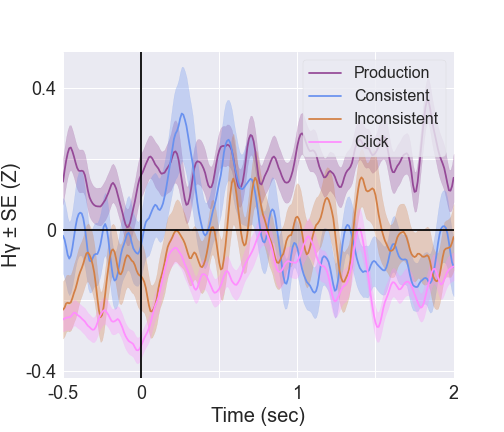 Production
Consistent
Inconsistent
Click
0.4
0
-0.4
Hγ ± SE (Z)
-0.5
0
1
2
Time (sec)